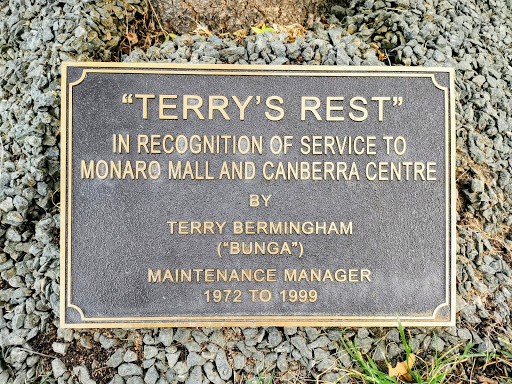 “TERRY’S REST”
IN RECOGNITION OF SERVICE TO
MONARO MALL AND CANBERRA CENTRE
BY
TERRY BERMINGHAM
(“BUNGA”)
MAINTENANCE MANAGER
1972 TO 1999